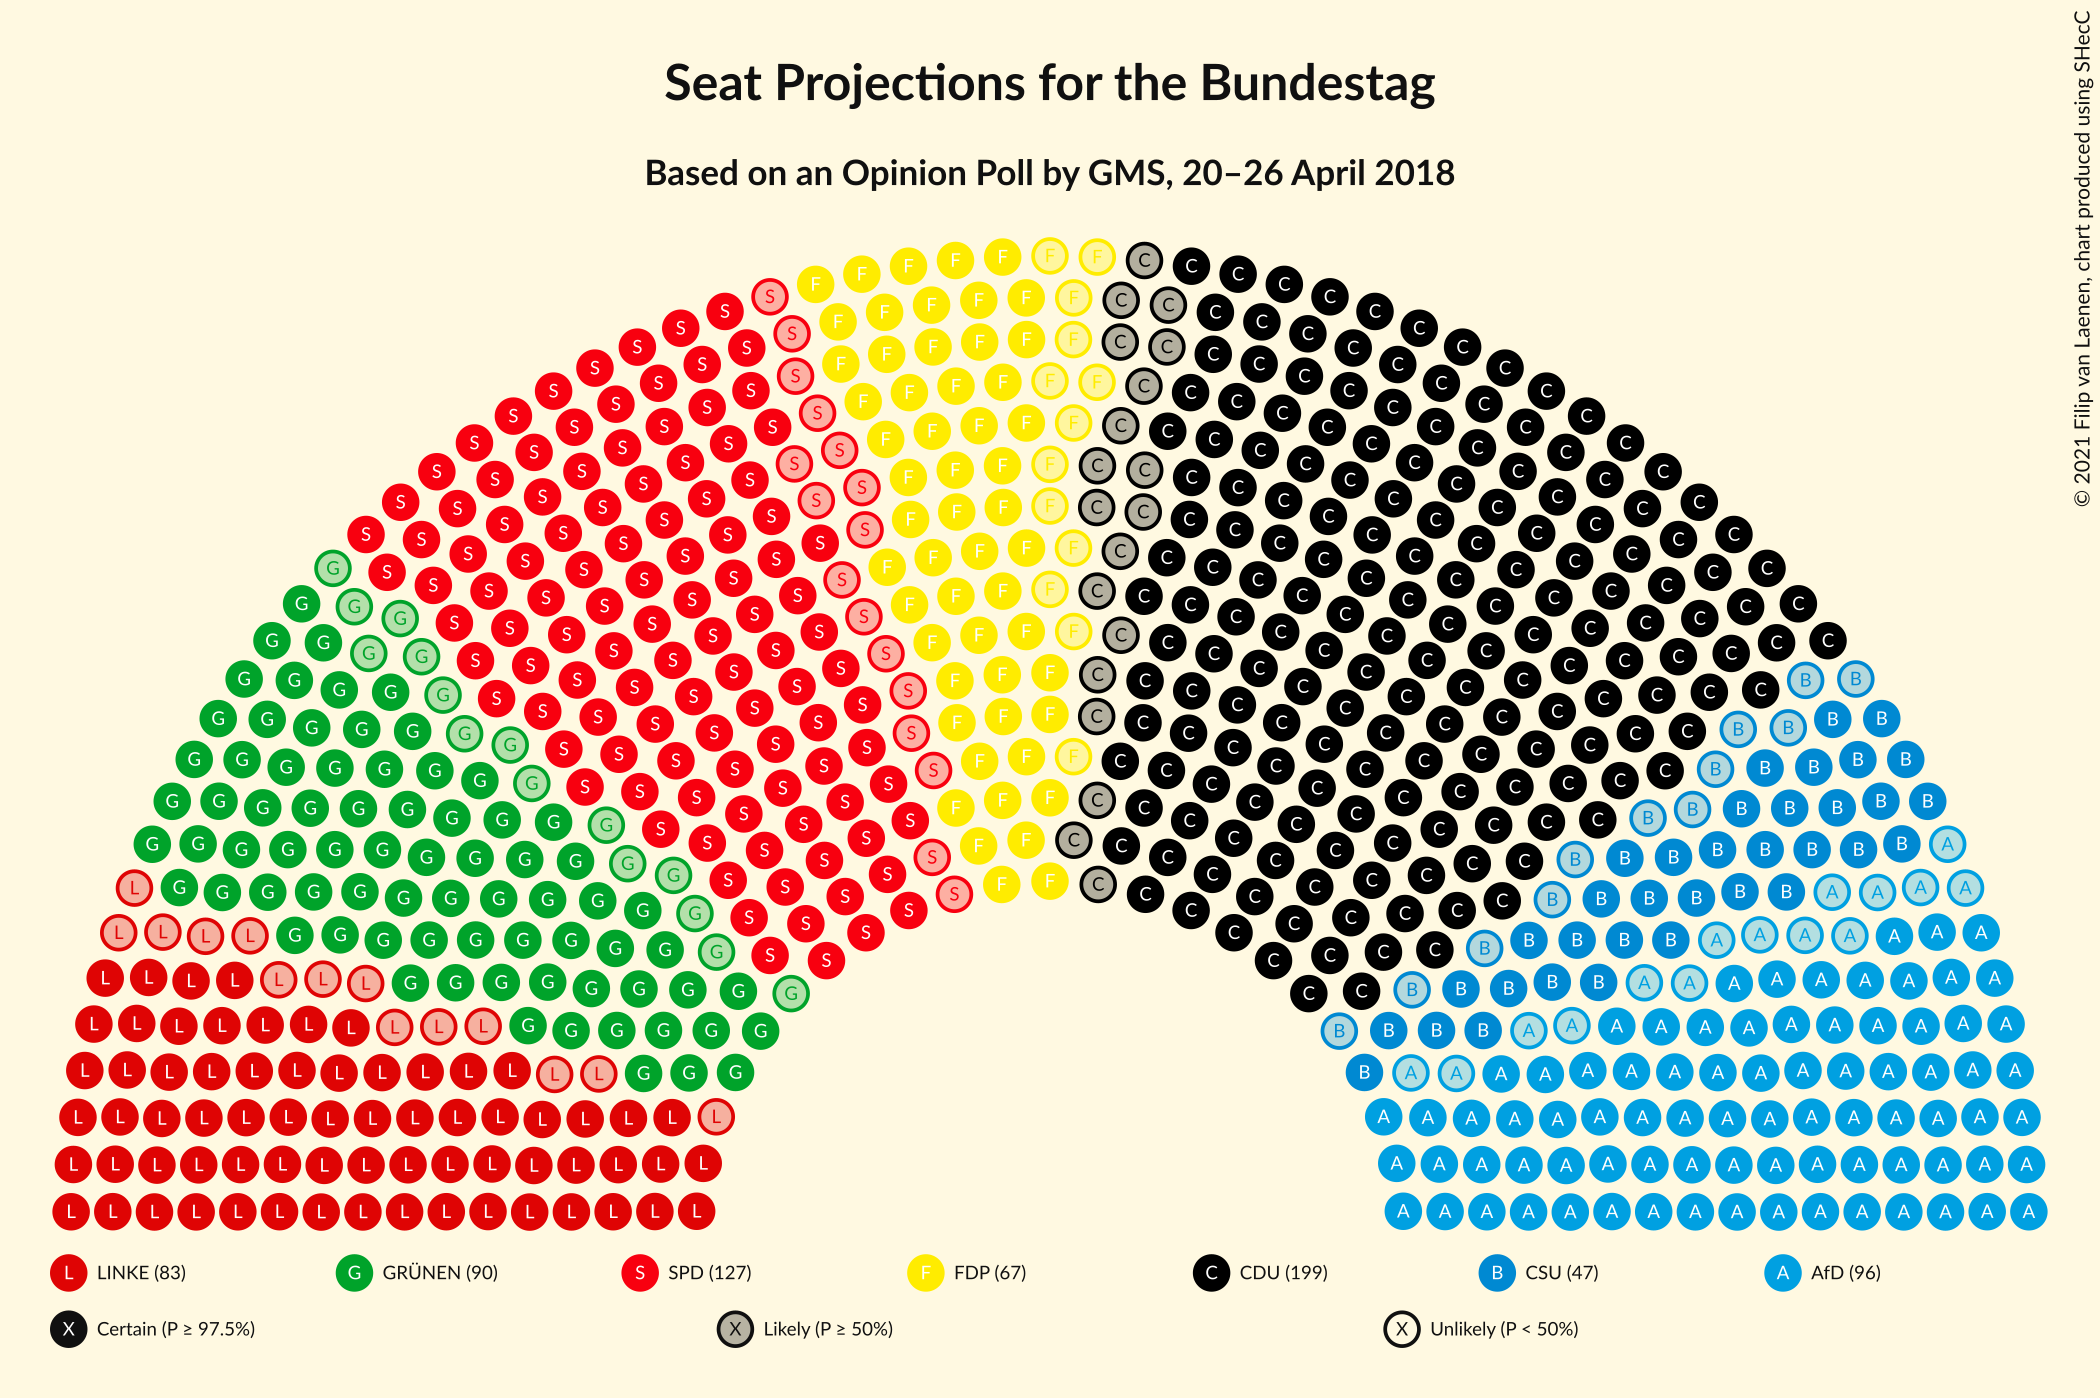 Seat Projections for the Bundestag
Based on an Opinion Poll by GMS, 20–26 April 2018
© 2021 Filip van Laenen, chart produced using SHecC
L LINKE (83) G GRÜNEN (90) S SPD (127) F FDP (67) C CDU (199) B CSU (47) A AfD (96)
X Certain (P ≥ 97.5%) X Likely (P ≥ 50%) X Unlikely (P < 50%)